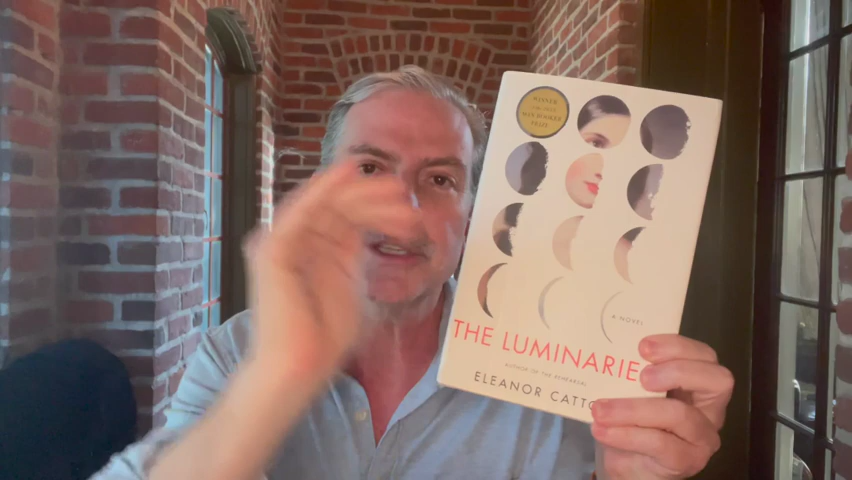 WINNER
MAN BOOKER
PRIZE
A NOVEL
THE LUMINARIE
AUTHOR OF THE REHEARSAL
ELEANOR CATTO